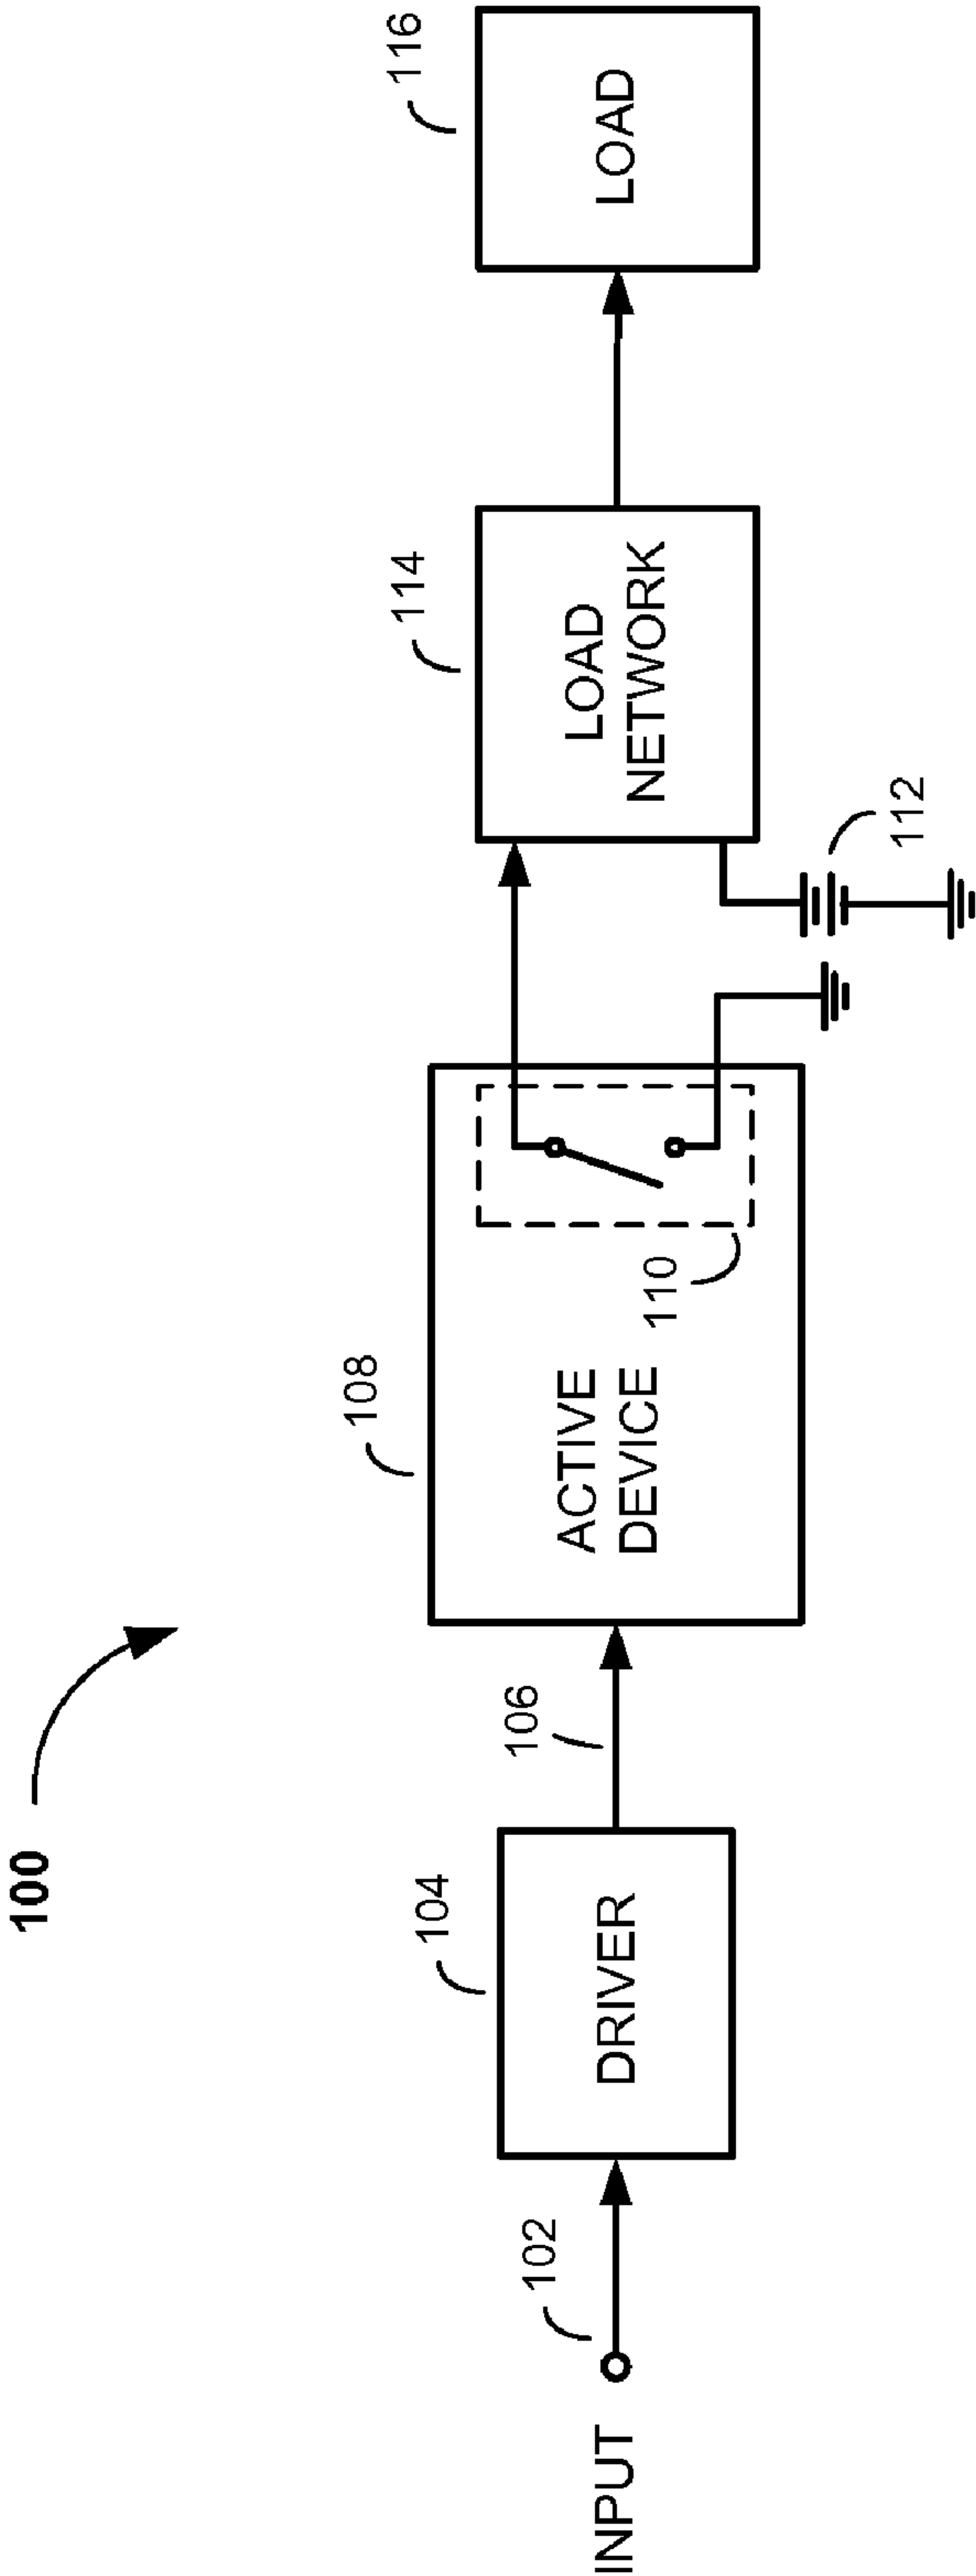 100
INPUT
102
104
DRIVER
106
108
ACTIVE
DEVICE
110
112
114
LOAD
NETWORK
116
LOAD